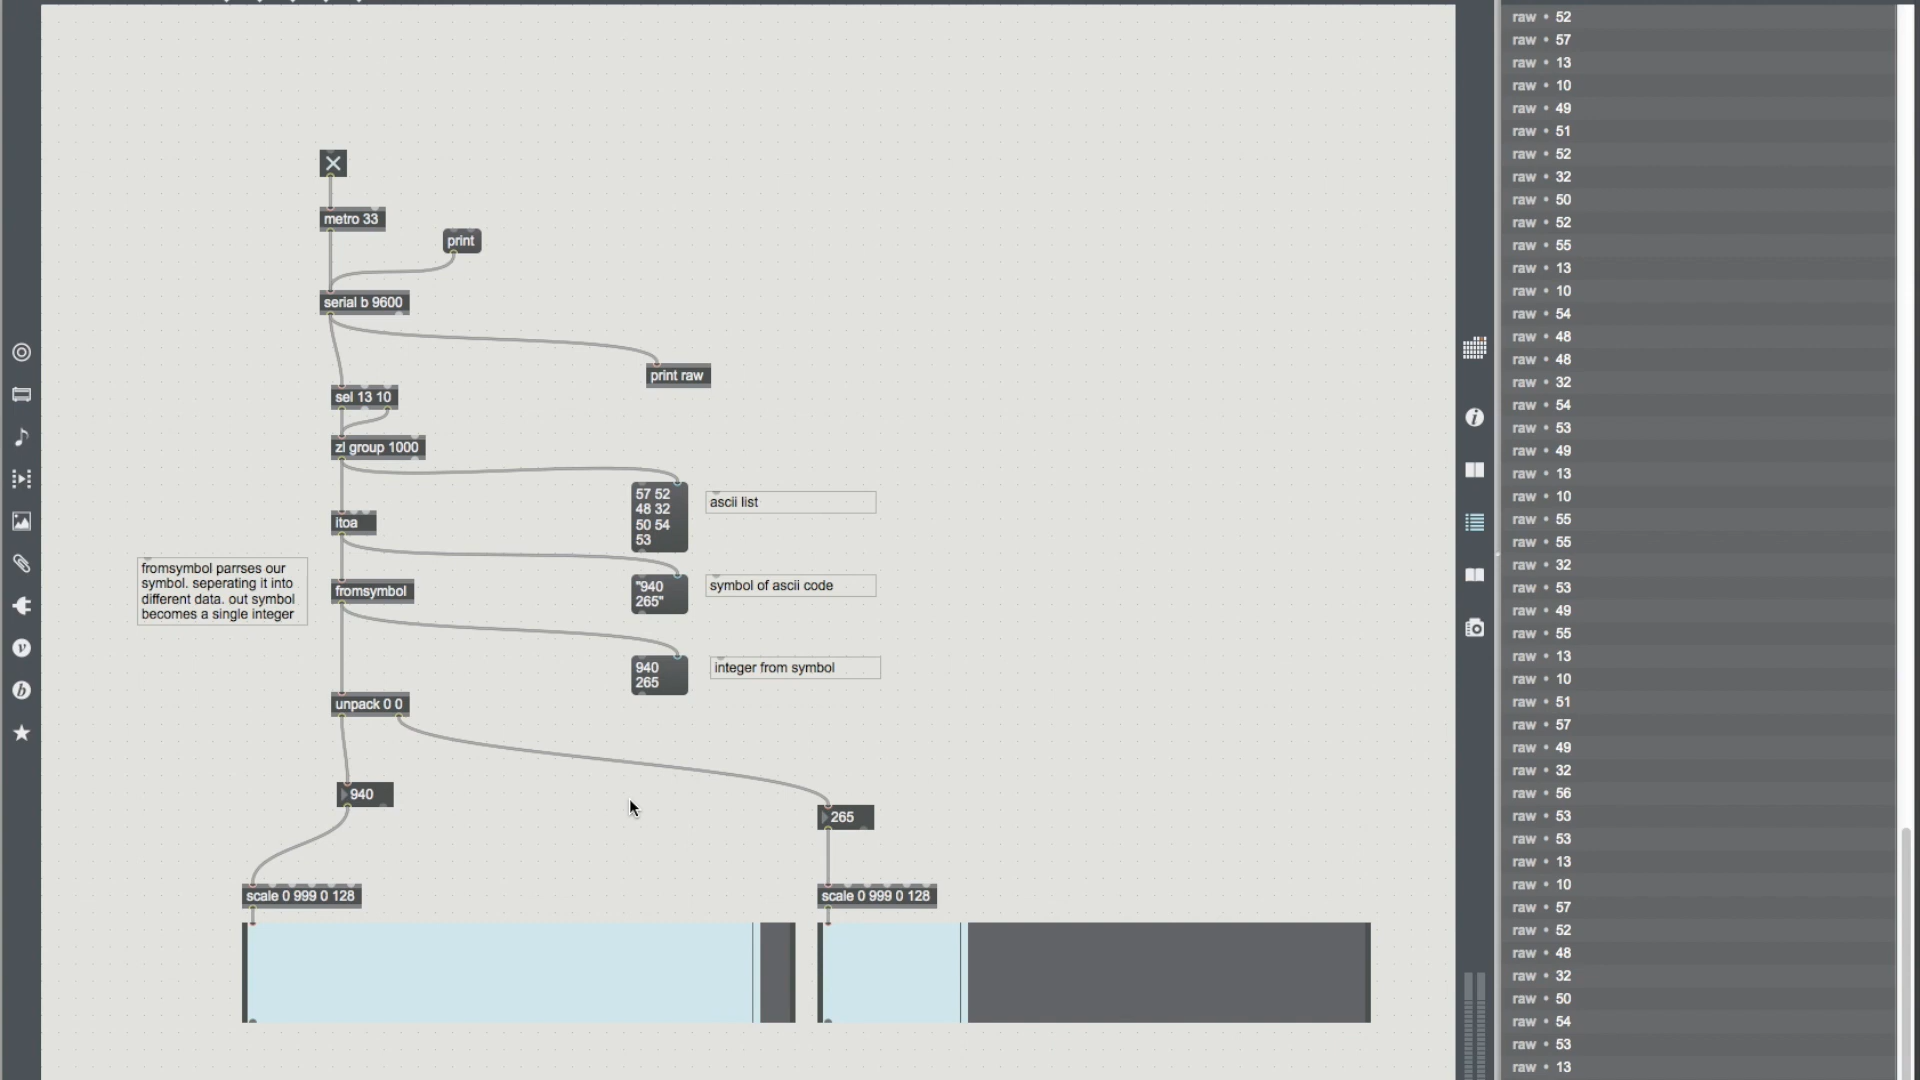 metro 33
print
serial b 9600
print raw
sel 13 10
zl group 1000
57 52
48 32
50 54
53
ascii list
itoa
fromsymbol parrses our
symbol. seperating it into
different data. out symbol
becomes a single integer
fromsymbol
"940
265"
symbol of ascii code
940
265
integer from symbol
unpack 0 0
940
265
scale 0 999 0 128
scale 0 999 0 128
raw • 52
raw • 57
raw • 13
raw • 10
raw • 49
raw • 51
raw • 52
raw • 32
raw • 50
raw • 52
raw • 55
raw • 13
raw • 10
raw • 54
raw • 48
raw • 48
raw • 32
raw • 54
raw • 53
raw • 49
raw • 13
raw • 10
raw • 55
raw • 55
raw • 32
raw • 53
raw • 49
raw • 55
raw • 13
raw • 10
raw • 51
raw • 57
raw • 49
raw • 32
raw • 56
raw • 53
raw • 53
raw • 13
raw • 10
raw • 57
raw • 52
raw • 48
raw • 32
raw • 50
raw • 54
raw • 53
raw • 13